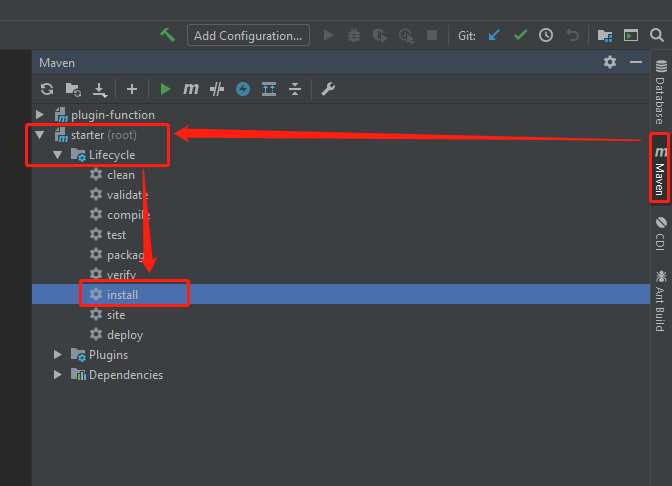 Add Configuration...
Git:
Maven
plugin-function
starter (root)
Lifecycle
clean
validate
compile
test
package
verify
install
site
deploy
Plugins
Dependencies
Database
Maven
CDI
Ant Build